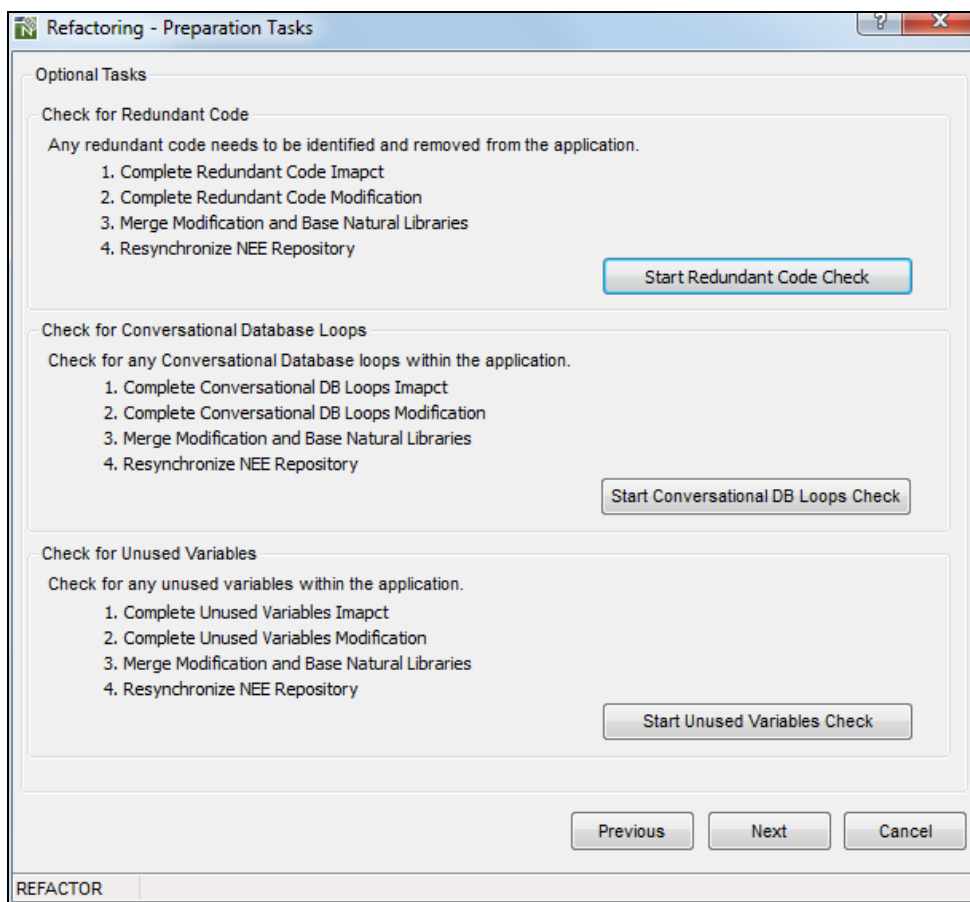 Refactoring - Preparation Tasks
?
X
Optional Tasks
Check for Redundant Code
Any redundant code needs to be identified and removed from the application.
1. Complete Redundant Code Imapct
2. Complete Redundant Code Modification
3. Merge Modification and Base Natural Libraries
4. Resynchronize NEE Repository
Start Redundant Code Check
Check for Conversational Database Loops
Check for any Conversational Database loops within the application.
1. Complete Conversational DB Loops Imapct
2. Complete Conversational DB Loops Modification
3. Merge Modification and Base Natural Libraries
4. Resynchronize NEE Repository
Start Conversational DB Loops Check
Check for Unused Variables
Check for any unused variables within the application.
1. Complete Unused Variables Imapct
2. Complete Unused Variables Modification
3. Merge Modification and Base Natural Libraries
4. Resynchronize NEE Repository
Start Unused Variables Check
Previous Next Cancel
REFACTOR